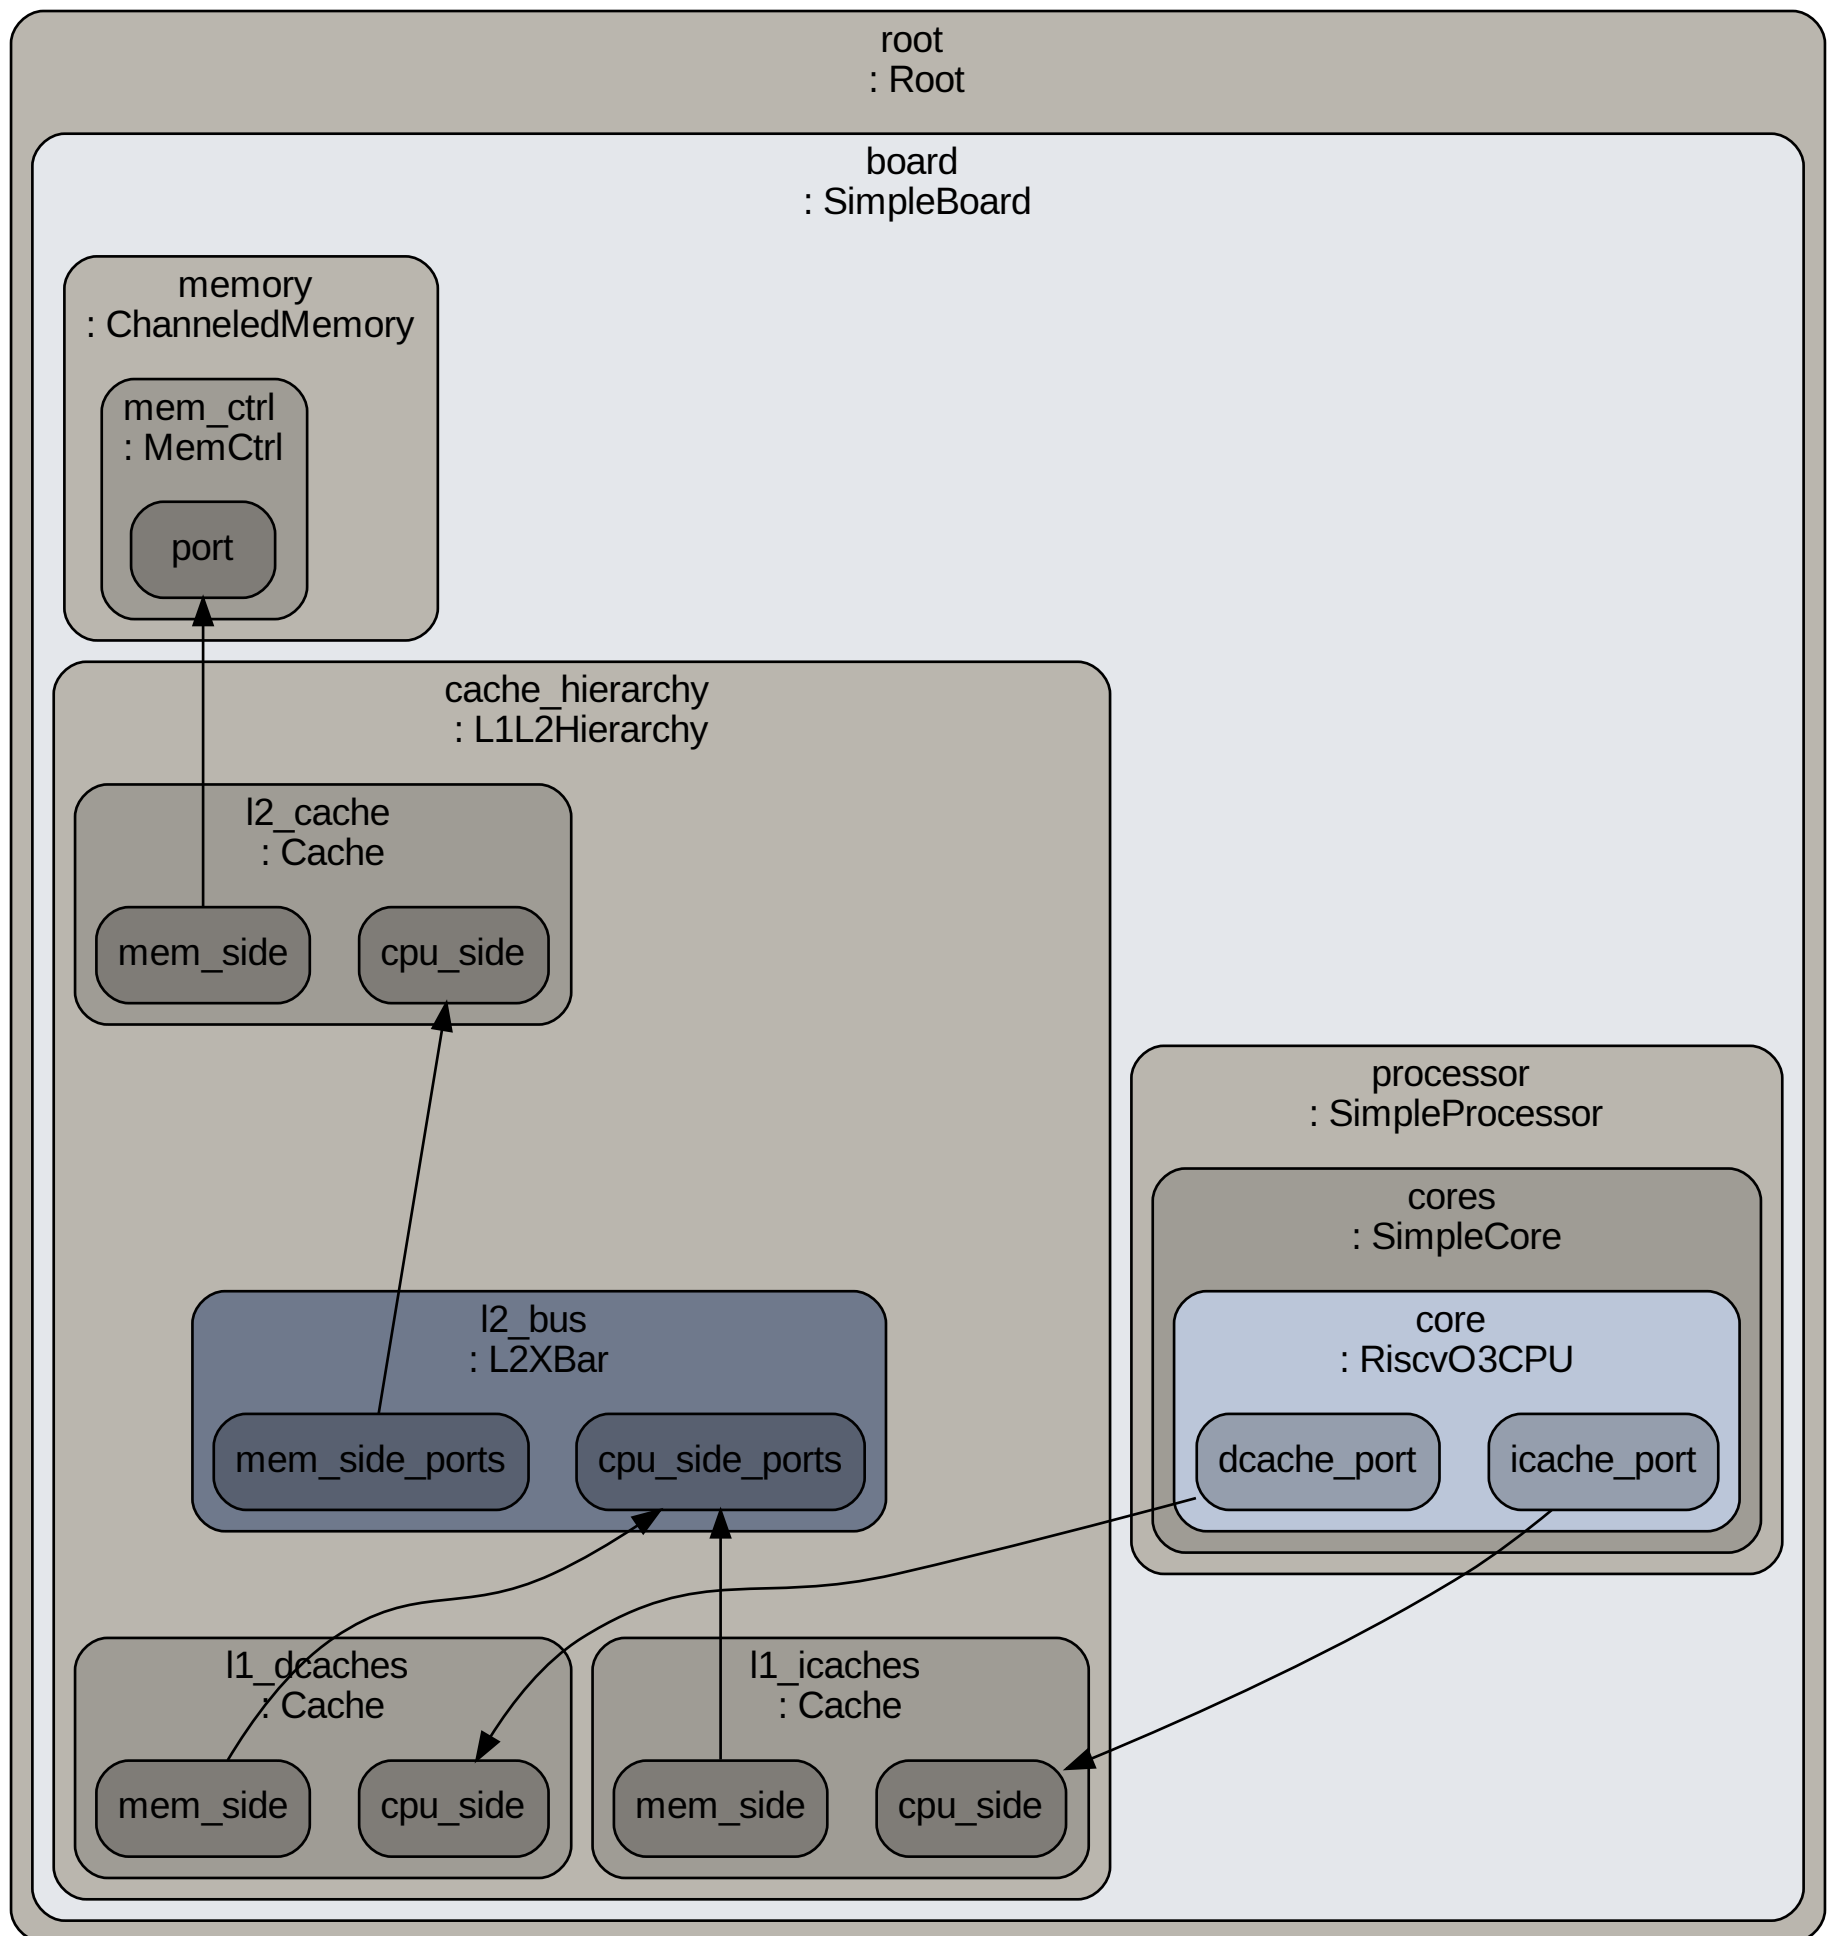 root
: Root
board
: SimpleBoard
memory
: ChanneledMemory
mem_ctrl
: MemCtrl
port
cache_hierarchy
: L1L2Hierarchy
l2_cache
: Cache
mem_side
cpu_side
processor
: SimpleProcessor
cores
: SimpleCore
l2_bus
: L2XBar
mem_side_ports
cpu_side_ports
core
: RiscvO3CPU
dcache_port
icache_port
l1_dcaches
: Cache
mem_side
cpu_side
l1_icaches
: Cache
mem_side
cpu_side